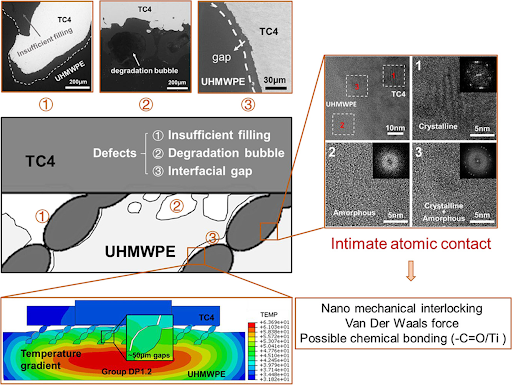 TC4
Insufficient filling
200μm
TC4
degradation bubble
200μm
TC4
gap
UHMWPE
30μm
①
②
③
TC4
Defects
① Insufficient filling
② Degradation bubble
③ Interfacial gap
①
②
③
UHMWPE
UHMWPE
TC4
3
2
10nm
1
Crystalline
5nm
2
Amorphous
5nm
3
Crystalline
+
Amorphous
5nm
Intimate atomic contact
Nano mechanical interlocking
Van Der Waals force
Possible chemical bonding (-C=O/Ti )
TC4
Temperature
gradient
~50μm gaps
Group DP1.2
UHMWPE
TEMP
+6.369e+01
+6.103e+01
+5.838e+01
+5.572e+01
+5.307e+01
+5.041e+01
+4.776e+01
+4.510e+01
+4.245e+01
+3.979e+01
+3.714e+01
+3.448e+01
+3.182e+01